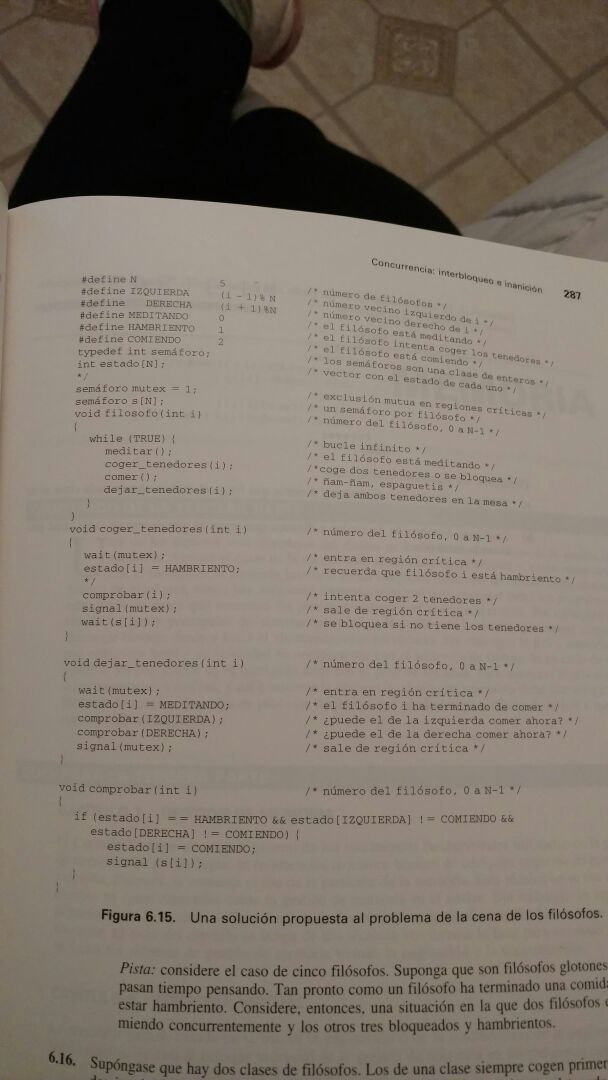 Concurrencia: interbloqueo e inanición 287
#define N 5 /* número de filósofos */
#define IZQUIERDA (i - 1)% N /* número vecino izquierdo de i */
#define DERECHA (i + 1)%N /* número vecino derecho de i */
#define MEDITANDO 0 /* el filósofo está meditando */
#define HAMBRIENTO 1 /* el filósofo intenta coger los tenedores */
#define COMIENDO 2 /* el filósofo está comiendo */
typedef int semáforo; /* los semáforos son una clase de enteros */
int estado[N]; /* vector con el estado de cada uno */
*/
semáforo mutex = 1; /* exclusión mutua en regiones críticas */
semáforo s[N]; /* un semáforo por filósofo */
void filosofo(int i) /* número del filósofo, 0 a N-1 */
{
while (TRUE) { /* bucle infinito */
meditar(); /* el filósofo está meditando */
coger_tenedores(i); /*coge dos tenedores o se bloquea */
comer(); /* ñam-ñam, espaguetis */
dejar_tenedores(i); /* deja ambos tenedores en la mesa */
}
}
void coger_tenedores(int i) /* número del filósofo, 0 a N-1 */
{
wait(mutex); /* entra en región crítica */
estado[i] = HAMBRIENTO; /* recuerda que filósofo i está hambriento */
*/
comprobar(i); /* intenta coger 2 tenedores */
signal(mutex); /* sale de región crítica */
wait(s[i]); /* se bloquea si no tiene los tenedores */
}
void dejar_tenedores(int i) /* número del filósofo, 0 a N-1 */
{
wait(mutex); /* entra en región crítica */
estado[i] = MEDITANDO; /* el filósofo i ha terminado de comer */
comprobar(IZQUIERDA); /* ¿puede el de la izquierda comer ahora? */
comprobar(DERECHA); /* ¿puede el de la derecha comer ahora? */
signal(mutex); /* sale de región crítica */
}
void comprobar(int i) /* número del filósofo, 0 a N-1 */
{
if (estado[i] == HAMBRIENTO && estado[IZQUIERDA] != COMIENDO &&
estado[DERECHA] != COMIENDO) {
estado[i] = COMIENDO;
signal (s[i]);
}
}
Figura 6.15. Una solución propuesta al problema de la cena de los filósofos.
Pista: considere el caso de cinco filósofos. Suponga que son filósofos glotones
pasan tiempo pensando. Tan pronto como un filósofo ha terminado una comida
estar hambriento. Considere, entonces, una situación en la que dos filósofos
miendo concurrentemente y los otros tres bloqueados y hambrientos.
6.16. Supóngase que hay dos clases de filósofos. Los de una clase siempre cogen primer